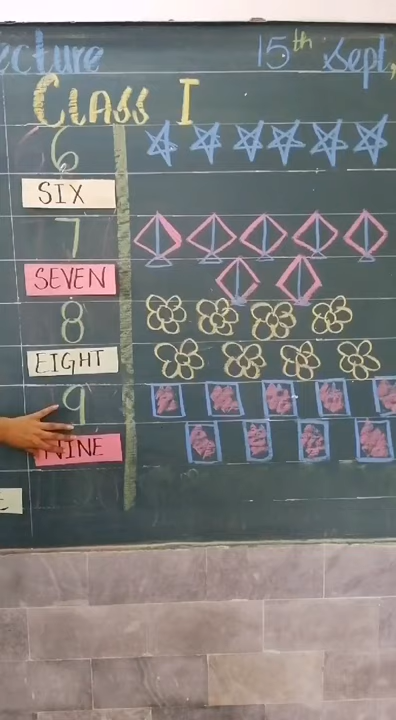 ecture 15th Sept,
CLASS I
6
SIX
7
SEVEN
8
EIGHT
9
NINE
E